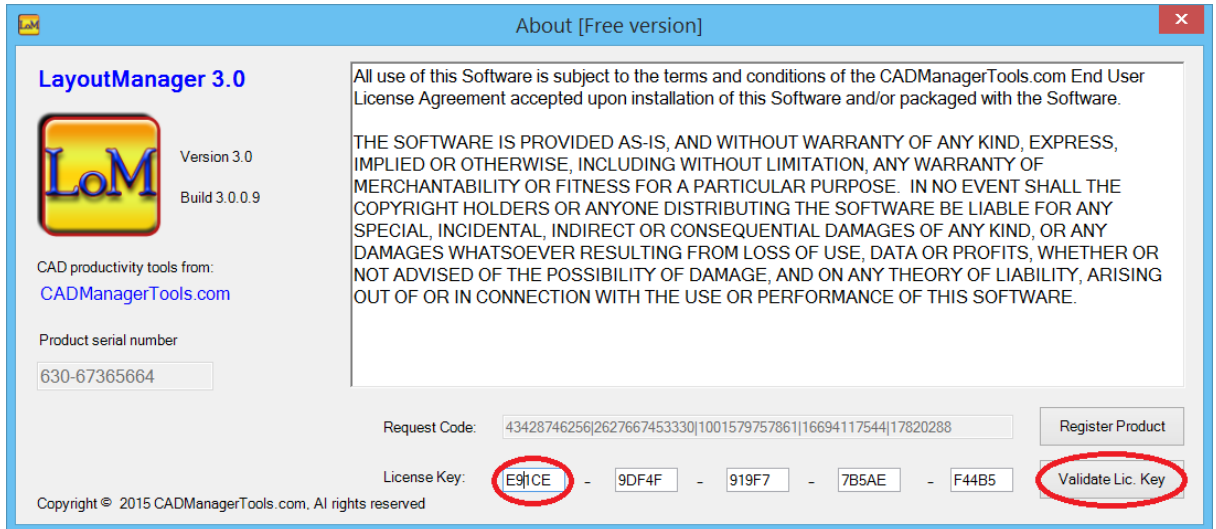 LoM
About [Free version]
x
LayoutManager 3.0
LoM
Version 3.0
Build 3.0.0.9
CAD productivity tools from:
CADManagerTools.com
Product serial number
630-67365664
All use of this Software is subject to the terms and conditions of the CADManagerTools.com End User
License Agreement accepted upon installation of this Software and/or packaged with the Software.
THE SOFTWARE IS PROVIDED AS-IS, AND WITHOUT WARRANTY OF ANY KIND, EXPRESS,
IMPLIED OR OTHERWISE, INCLUDING WITHOUT LIMITATION, ANY WARRANTY OF
MERCHANTABILITY OR FITNESS FOR A PARTICULAR PURPOSE.  IN NO EVENT SHALL THE
COPYRIGHT HOLDERS OR ANYONE DISTRIBUTING THE SOFTWARE BE LIABLE FOR ANY
SPECIAL, INCIDENTAL, INDIRECT OR CONSEQUENTIAL DAMAGES OF ANY KIND, OR ANY
DAMAGES WHATSOEVER RESULTING FROM LOSS OF USE, DATA OR PROFITS, WHETHER OR
NOT ADVISED OF THE POSSIBILITY OF DAMAGE, AND ON ANY THEORY OF LIABILITY, ARISING
OUT OF OR IN CONNECTION WITH THE USE OR PERFORMANCE OF THIS SOFTWARE.
Request Code: 43428746256|2627667453330|1001579757861|16694117544|17820288 Register Product
License Key: E91CE - 9DF4F - 919F7 - 7B5AE - F44B5 Validate Lic. Key
Copyright © 2015 CADManagerTools.com, Al rights reserved